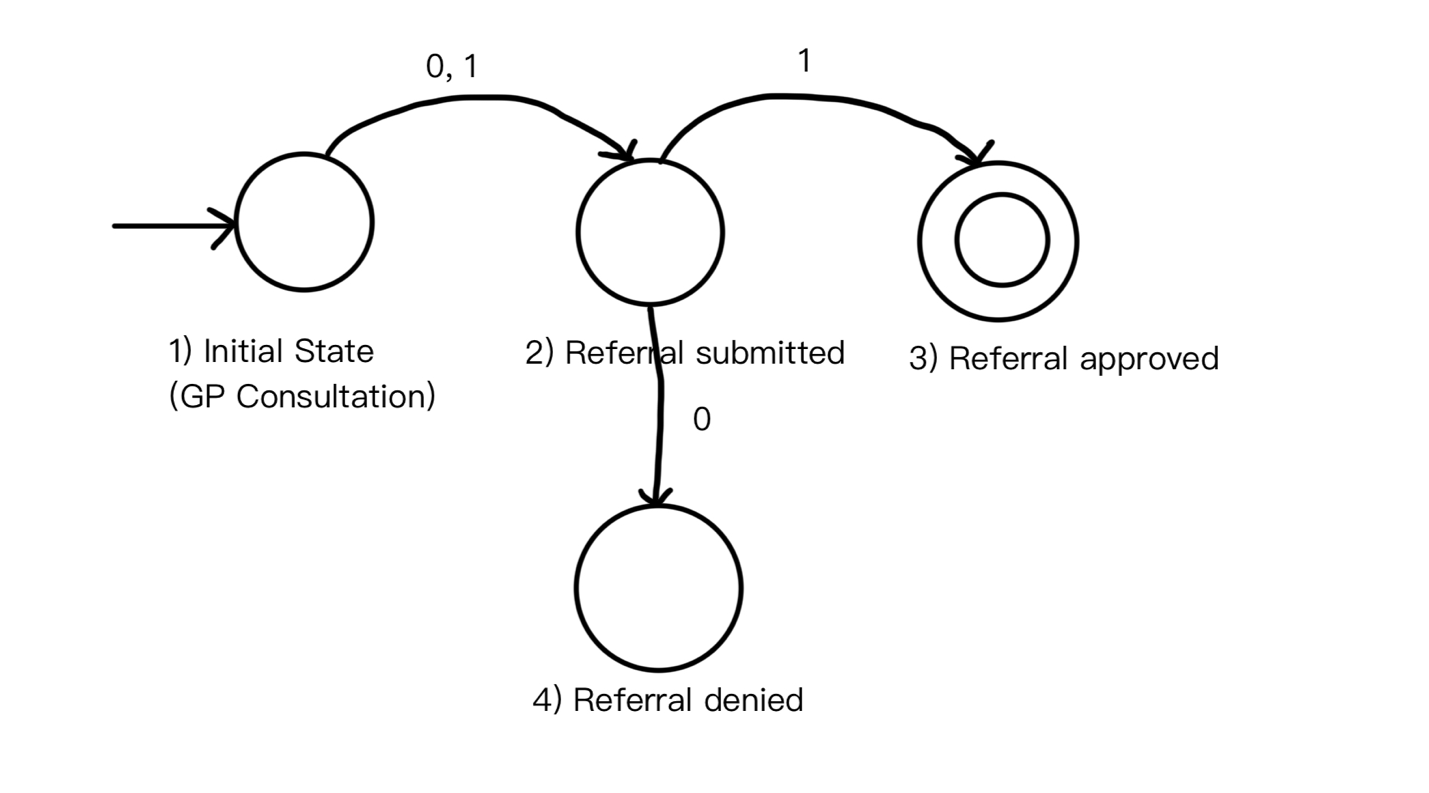 0, 1
1
1) Initial State
(GP Consultation)
2) Referral submitted
3) Referral approved
0
4) Referral denied